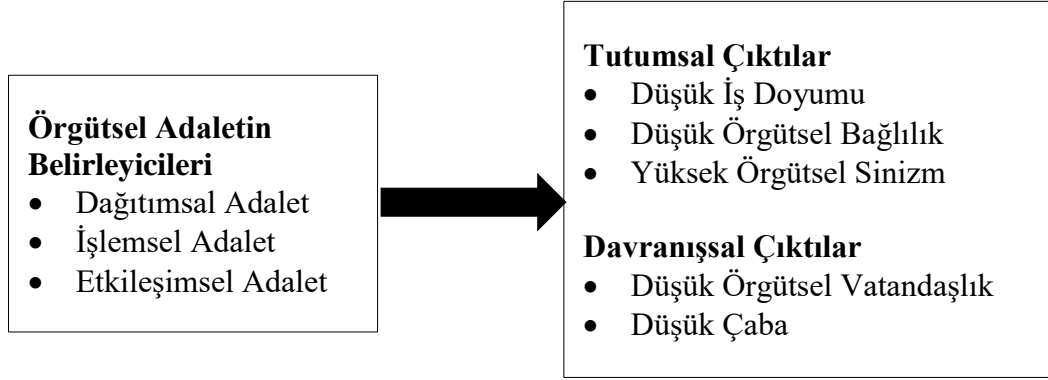 Örgütsel Adaletin
Belirleyicileri
• Dağıtımsal Adalet
• İşlemsel Adalet
• Etkileşimsel Adalet
Tutumsal Çıktılar
• Düşük İş Doyumu
• Düşük Örgütsel Bağlılık
• Yüksek Örgütsel Sinizm
Davranışsal Çıktılar
• Düşük Örgütsel Vatandaşlık
• Düşük Çaba